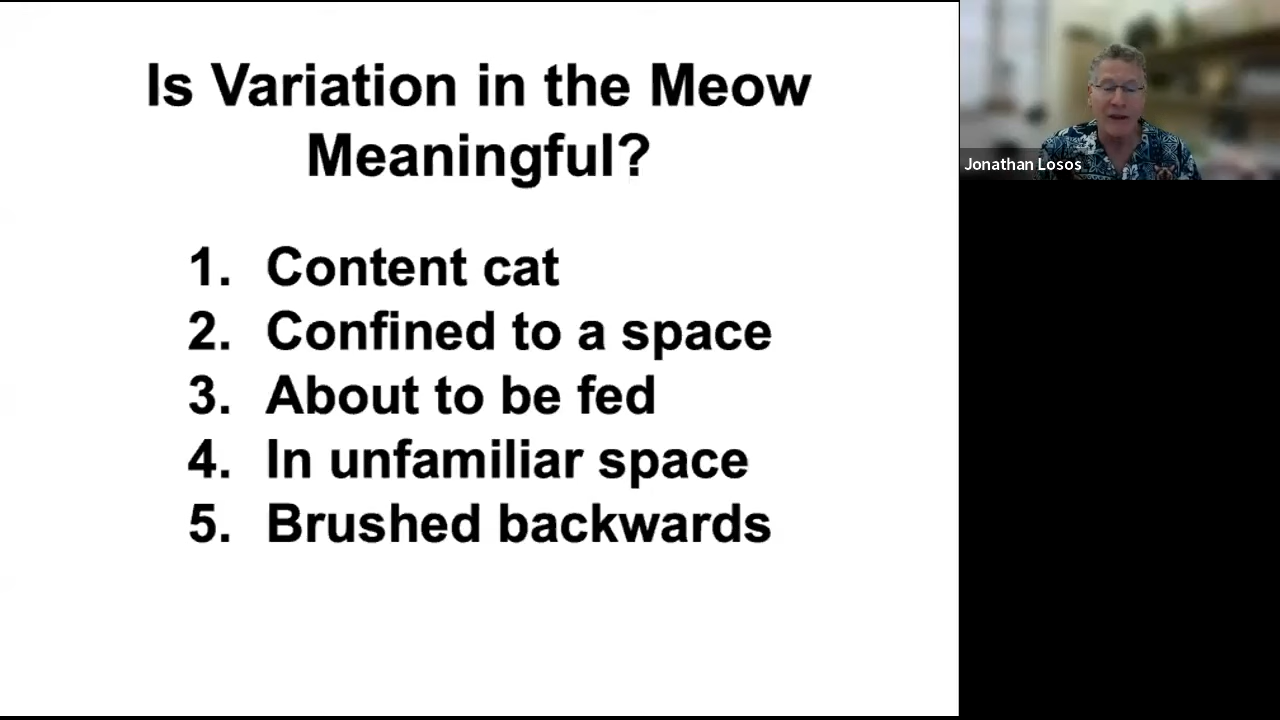 Is Variation in the Meow
Meaningful?
1. Content cat
2. Confined to a space
3. About to be fed
4. In unfamiliar space
5. Brushed backwards
Jonathan Losos